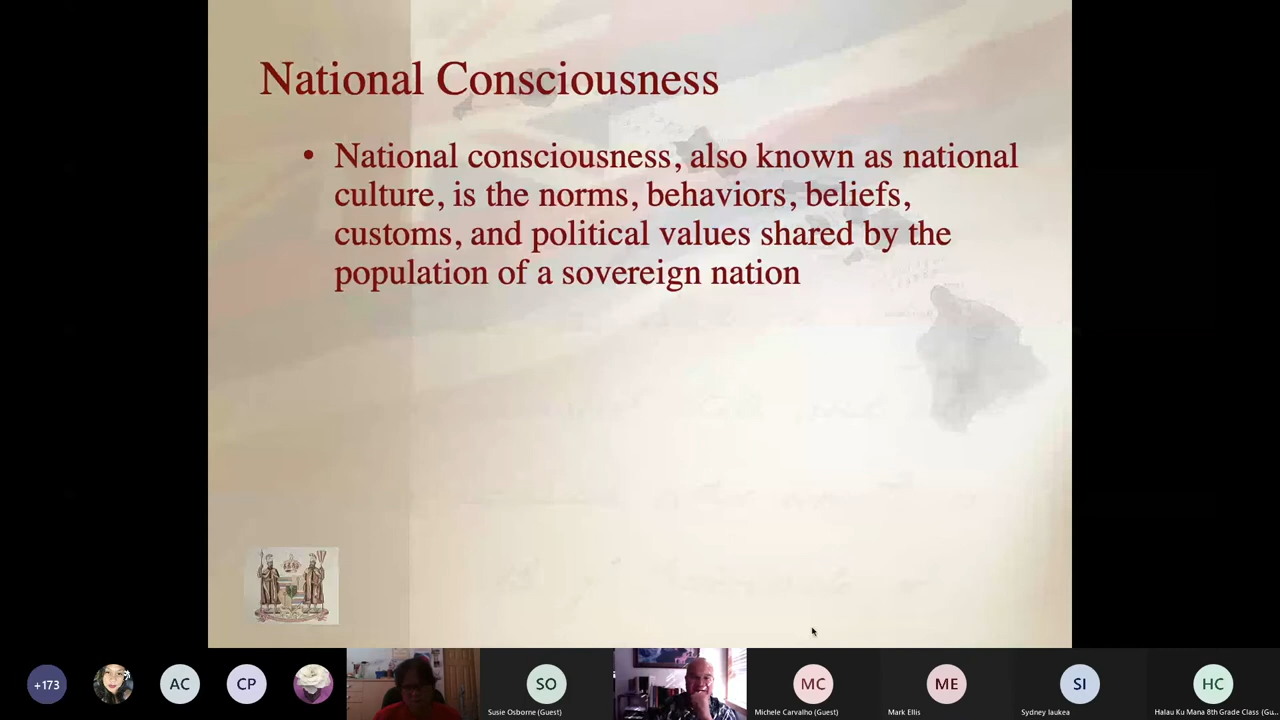 National Consciousness
• National consciousness, also known as national
culture, is the norms, behaviors, beliefs,
customs, and political values shared by the
population of a sovereign nation
+173
AC
CP
SO
MC
ME
SI
HC
Susie Osborne (Guest)
Michele Carvalho (Guest)
Mark Ellis
Sydney Iaukea
Halau Ku Mana 8th Grade Class (Gu...